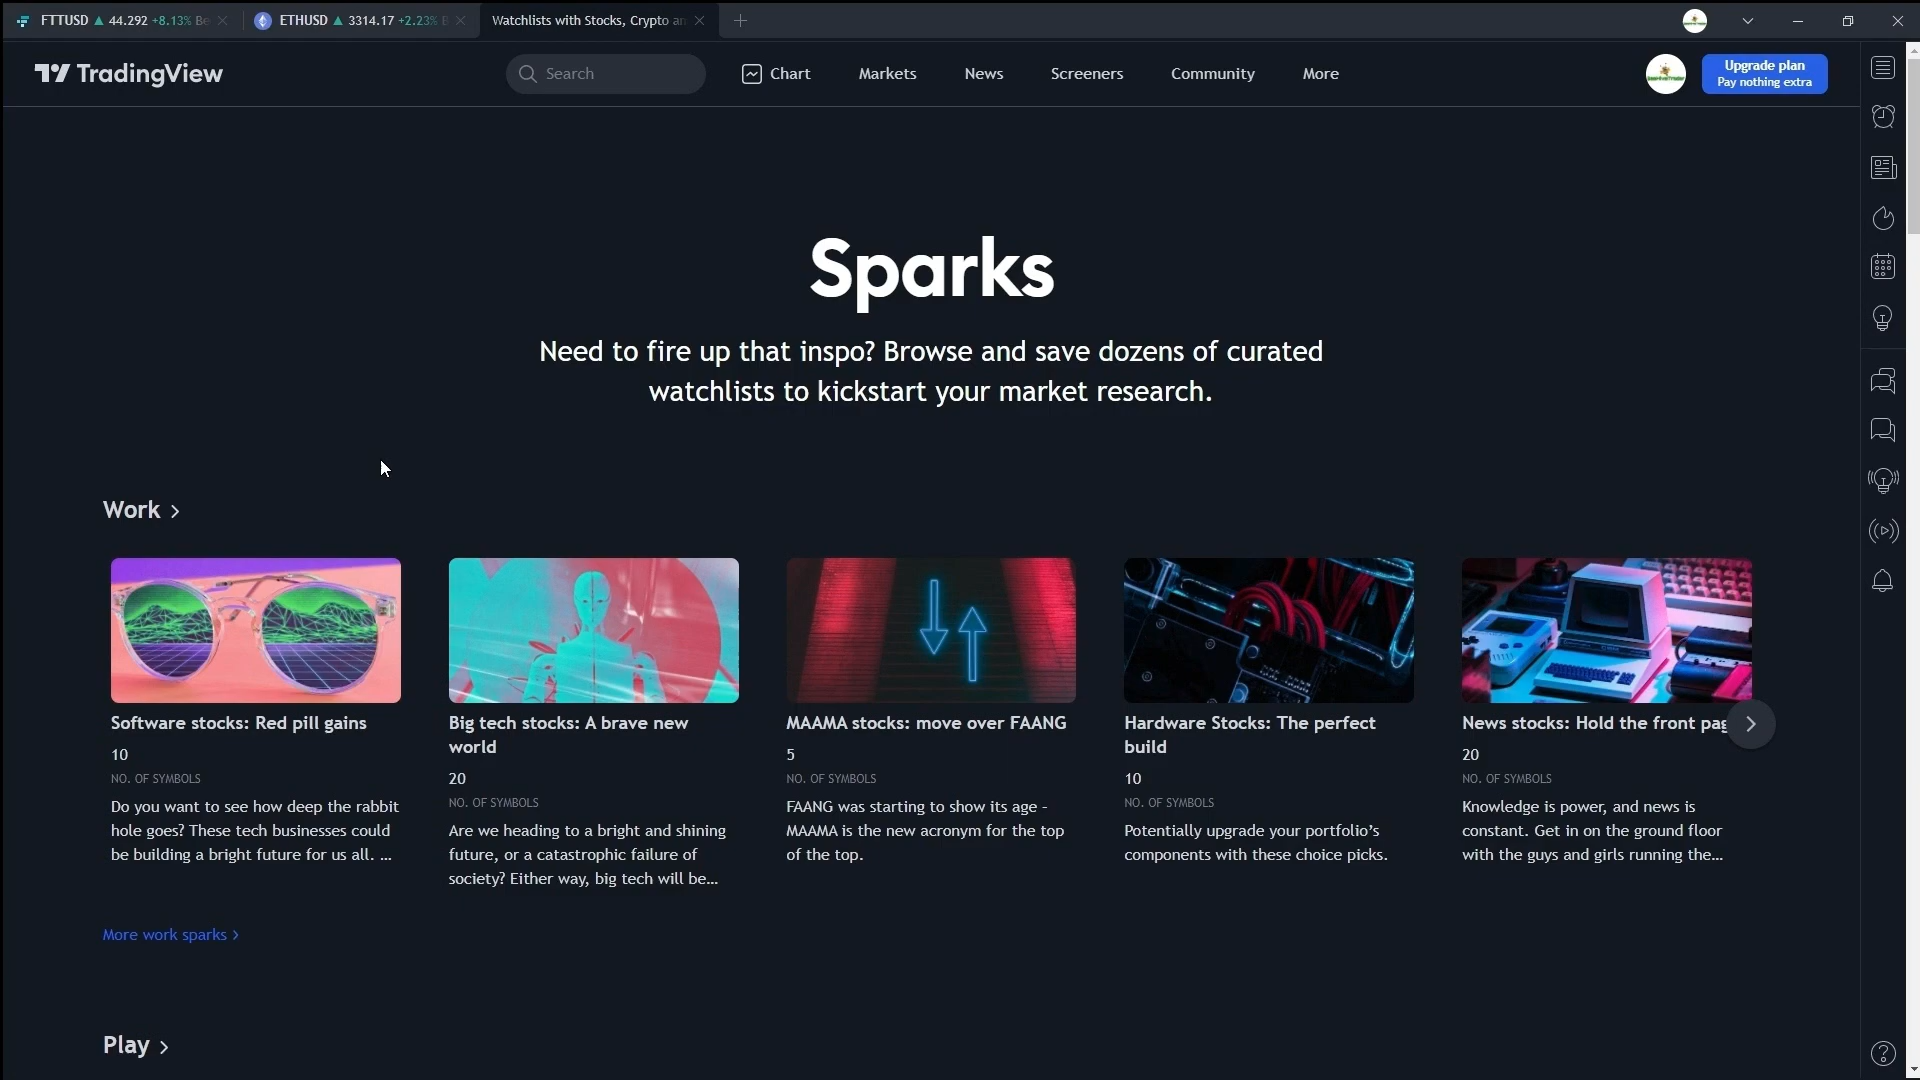 FTTUSD ▲ 44.292 +8.13% Be
ETHUSD ▲ 3314.17 +2.23% B
Watchlists with Stocks, Crypto an
TradingView
Search
Chart
Markets
News
Screeners
Community
More
Upgrade plan
Pay nothing extra
Sparks
Need to fire up that inspo? Browse and save dozens of curated
watchlists to kickstart your market research.
Work >
Software stocks: Red pill gains
10
NO. OF SYMBOLS
Do you want to see how deep the rabbit
hole goes? These tech businesses could
be building a bright future for us all. ...
Big tech stocks: A brave new
world
20
NO. OF SYMBOLS
Are we heading to a bright and shining
future, or a catastrophic failure of
society? Either way, big tech will be...
MAAMA stocks: move over FAANG
5
NO. OF SYMBOLS
FAANG was starting to show its age –
MAAMA is the new acronym for the top
of the top.
Hardware Stocks: The perfect
build
10
NO. OF SYMBOLS
Potentially upgrade your portfolio’s
components with these choice picks.
News stocks: Hold the front pag
20
NO. OF SYMBOLS
Knowledge is power, and news is
constant. Get in on the ground floor
with the guys and girls running the...
More work sparks >
Play >